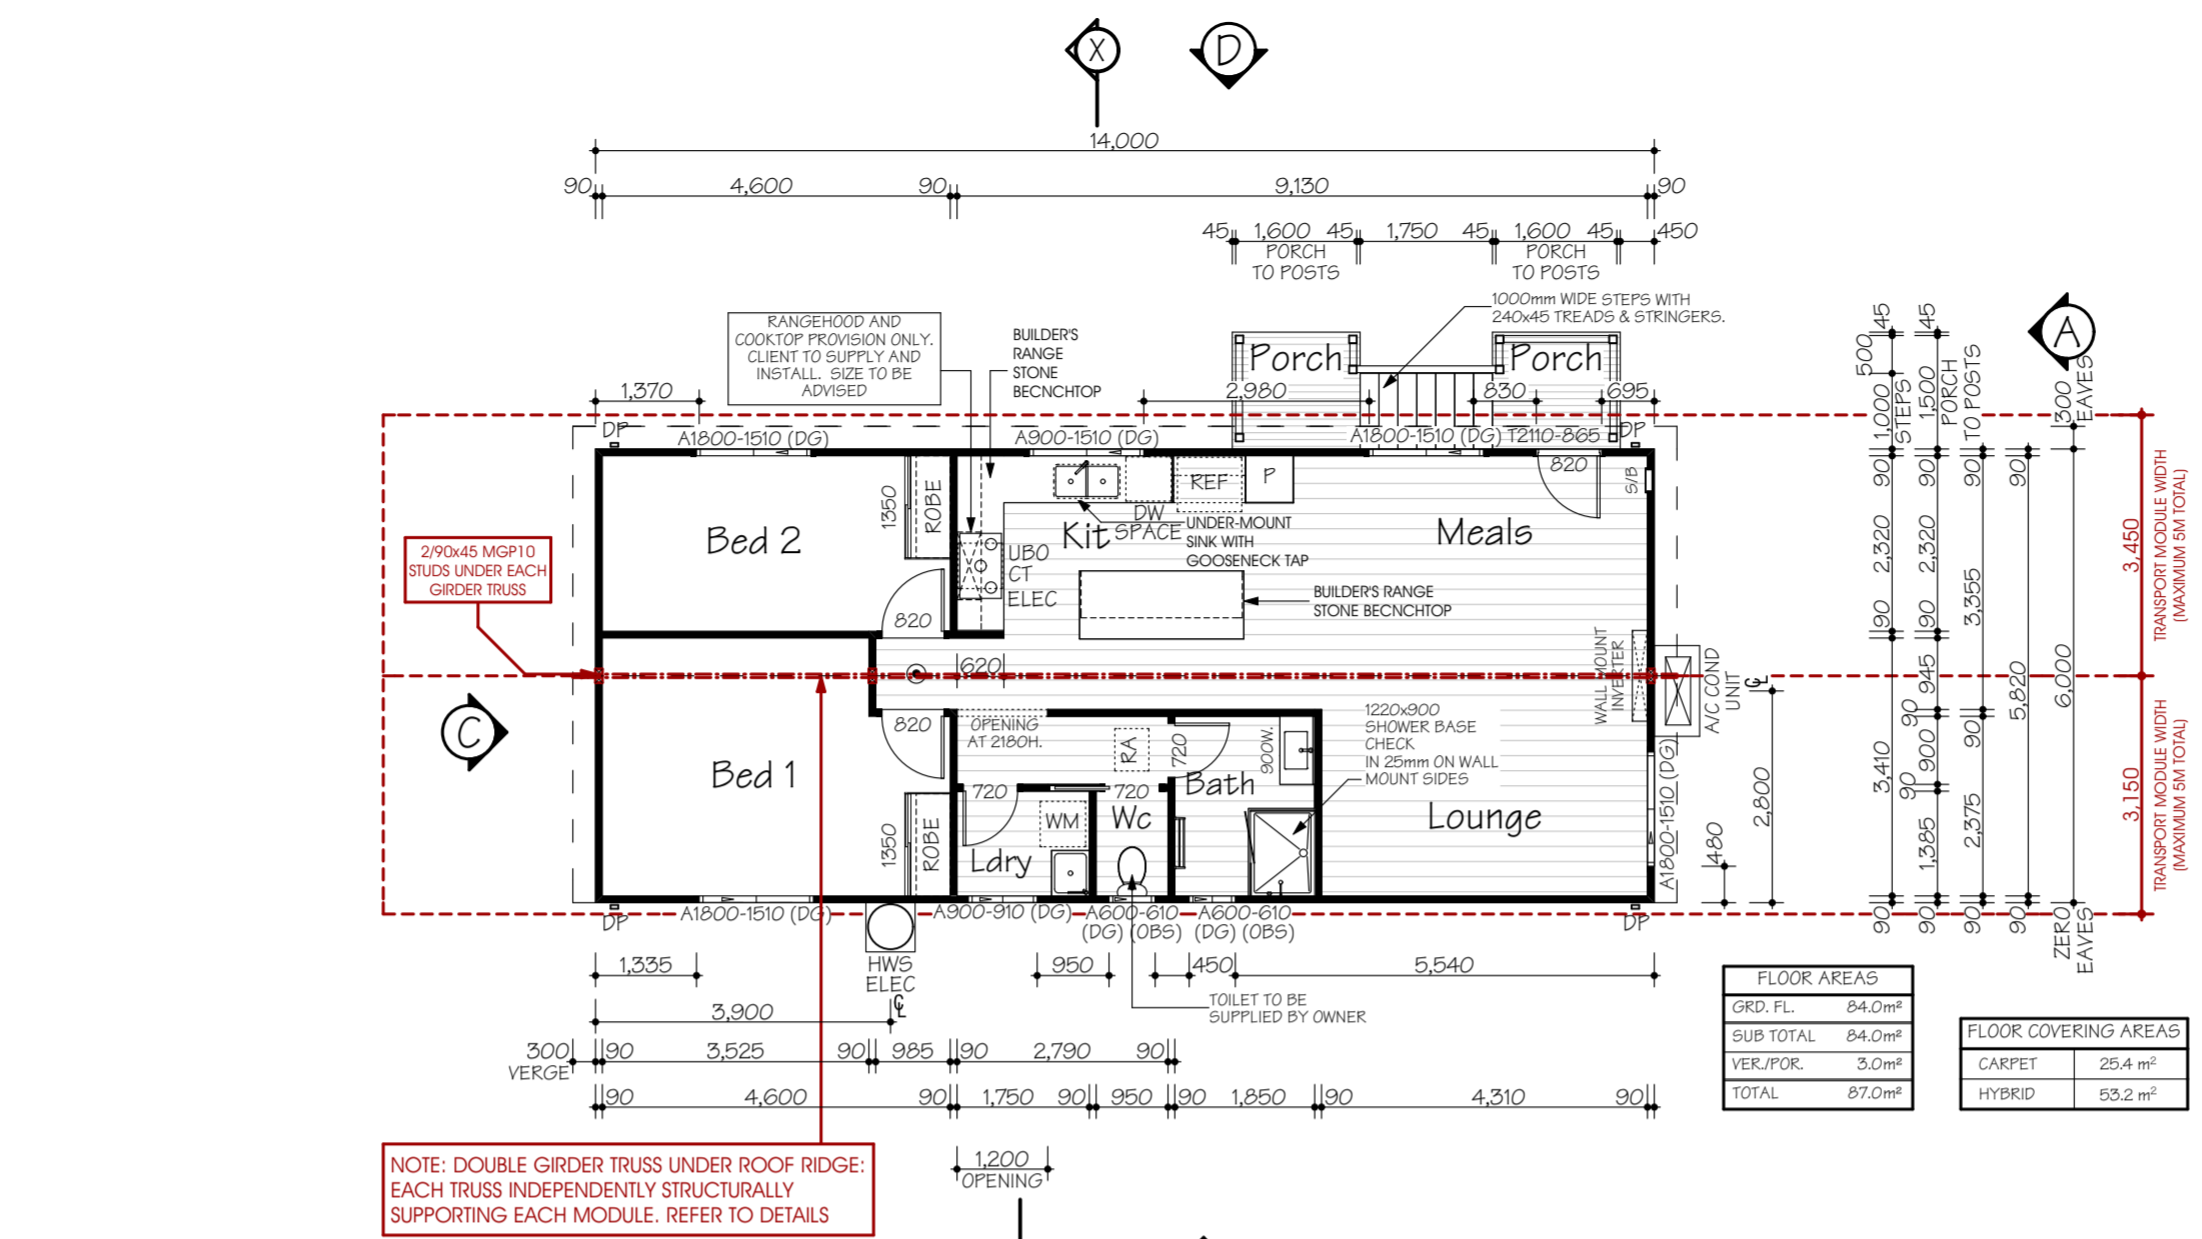 X
D
14,000
90
4,600
90
9,130
90
45
1,600
45
1,750
45
1,600
45
450
PORCH
TO POSTS
PORCH
TO POSTS
1000mm WIDE STEPS WITH
240x45 TREADS & STRINGERS.
RANGEHOOD AND
COOKTOP PROVISION ONLY.
CLIENT TO SUPPLY AND
INSTALL. SIZE TO BE
ADVISED
BUILDER'S
RANGE
STONE
BECNCHTOP
Porch
Porch
A
1,370
2,980
830
695
DP
A1800-1510 (DG)
A900-1510 (DG)
A1800-1510 (DG)
T2110-865
DP
1350
ROBE
REF
P
820
S/B
Bed 2
Kit
DW
SPACE
UNDER-MOUNT
SINK WITH
GOOSENECK TAP
Meals
UBO
CT
ELEC
BUILDER'S RANGE
STONE BECNCHTOP
2/90x45 MGP10
STUDS UNDER EACH
GIRDER TRUSS
820
620
WALL MOUNT
INVERTER
A/C COND
UNIT
C
L
C
820
OPENING
AT 2180H.
RA
720
900W.
1220x900
SHOWER BASE
CHECK
IN 25mm ON WALL
MOUNT SIDES
Bed 1
Bath
720
720
1350
ROBE
WM
Wc
Ldry
Lounge
A1800-1510 (DG)
480
2,800
DP
A1800-1510 (DG)
A900-910 (DG)
A600-610
(DG) (OBS)
A600-610
(DG) (OBS)
DP
HWS
ELEC
C
L
1,335
950
450
5,540
3,900
TOILET TO BE
SUPPLIED BY OWNER
300
VERGE
90
3,525
90
985
90
2,790
90
90
4,600
90
1,750
90
950
90
1,850
90
4,310
90
1,200
OPENING
NOTE: DOUBLE GIRDER TRUSS UNDER ROOF RIDGE:
EACH TRUSS INDEPENDENTLY STRUCTURALLY
SUPPORTING EACH MODULE. REFER TO DETAILS
45
500
1,000
STEPS
90
2,320
90
3,410
90
45
1,500
PORCH
TO POSTS
90
2,320
90
945
90
900
90
1,385
90
90
3,355
90
2,375
90
90
5,820
90
300
EAVES
6,000
ZERO
EAVES
3,450
TRANSPORT MODULE WIDTH
(MAXIMUM 5M TOTAL)
3,150
TRANSPORT MODULE WIDTH
(MAXIMUM 5M TOTAL)
FLOOR AREAS
GRD. FL. 84.0m²
SUB TOTAL 84.0m²
VER./POR. 3.0m²
TOTAL 87.0m²
FLOOR COVERING AREAS
CARPET 25.4 m²
HYBRID 53.2 m²